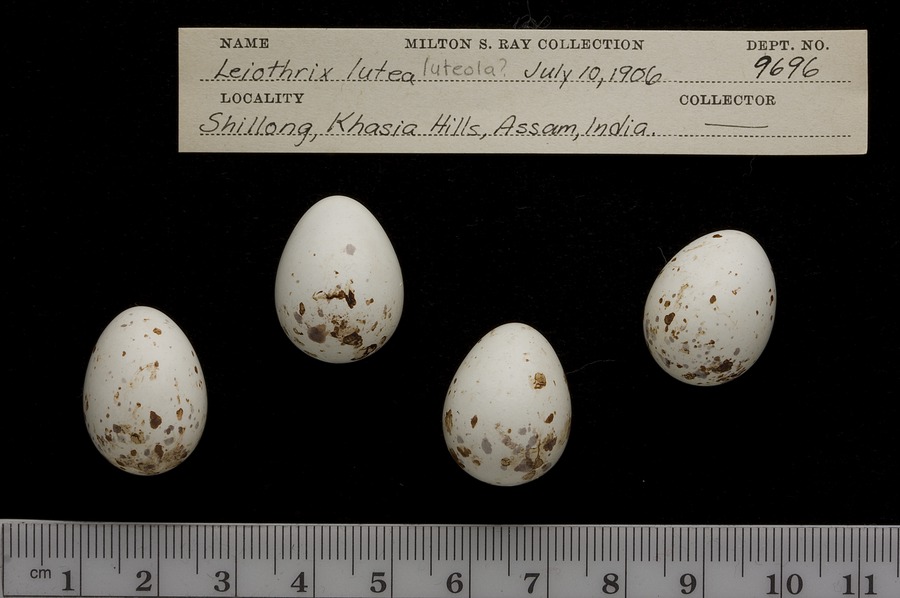 NAME MILTON S. RAY COLLECTION DEPT. NO.
Leiothrix lutea luteola? July 10, 1906 9696
LOCALITY COLLECTOR
Shillong, Khasia Hills, Assam, India. —
cm 1 2 3 4 5 6 7 8 9 10 11